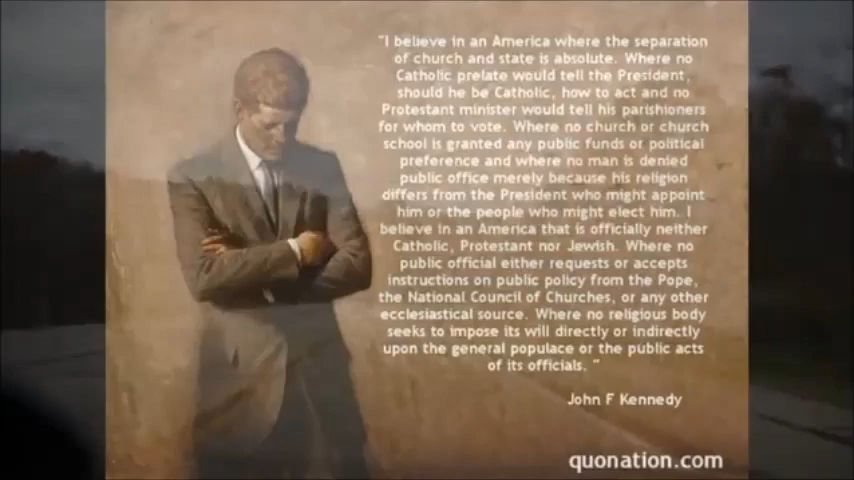 "I believe in an America where the separation
of church and state is absolute. Where no
Catholic prelate would tell the President,
should he be Catholic, how to act and no
Protestant minister would tell his parishioners
for whom to vote. Where no church or church
school is granted any public funds or political
preference and where no man is denied
public office merely because his religion
differs from the President who might appoint
him or the people who might elect him. I
believe in an America that is officially neither
Catholic, Protestant nor Jewish. Where no
public official either requests or accepts
instructions on public policy from the Pope,
the National Council of Churches, or any other
ecclesiastical source. Where no religious body
seeks to impose its will directly or indirectly
upon the general populace or the public acts
of its officials. "
John F Kennedy
quonation.com